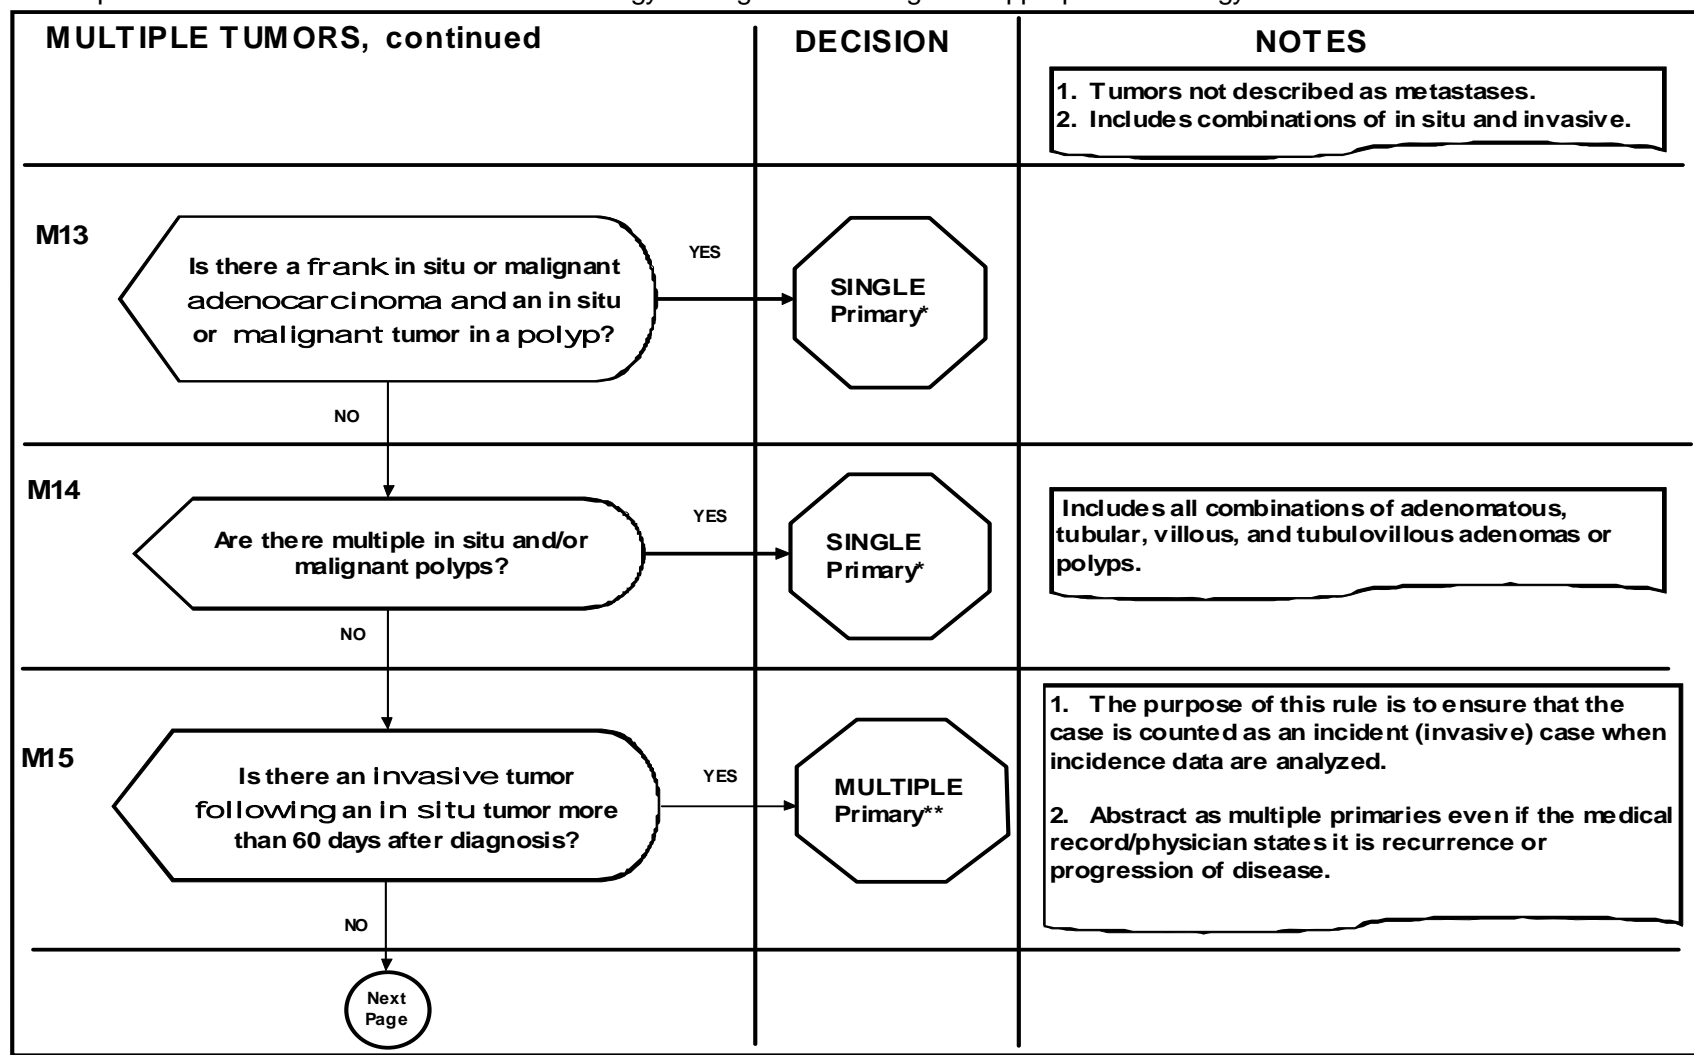 MULTIPLE TUMORS, continued
DECISION
NOTES
1. Tumors not described as metastases.
2. Includes combinations of in situ and invasive.
M13
Is there a frank in situ or malignant
adenocarcinoma and an in situ
or malignant tumor in a polyp?
YES
SINGLE
Primary*
NO
M14
Are there multiple in situ and/or
malignant polyps?
YES
SINGLE
Primary*
Includes all combinations of adenomatous,
tubular, villous, and tubulovillous adenomas or
polyps.
NO
M15
Is there an invasive tumor
following an in situ tumor more
than 60 days after diagnosis?
YES
MULTIPLE
Primary**
1. The purpose of this rule is to ensure that the
case is counted as an incident (invasive) case when
incidence data are analyzed.
2. Abstract as multiple primaries even if the medical
record/physician states it is recurrence or
progression of disease.
NO
Next
Page